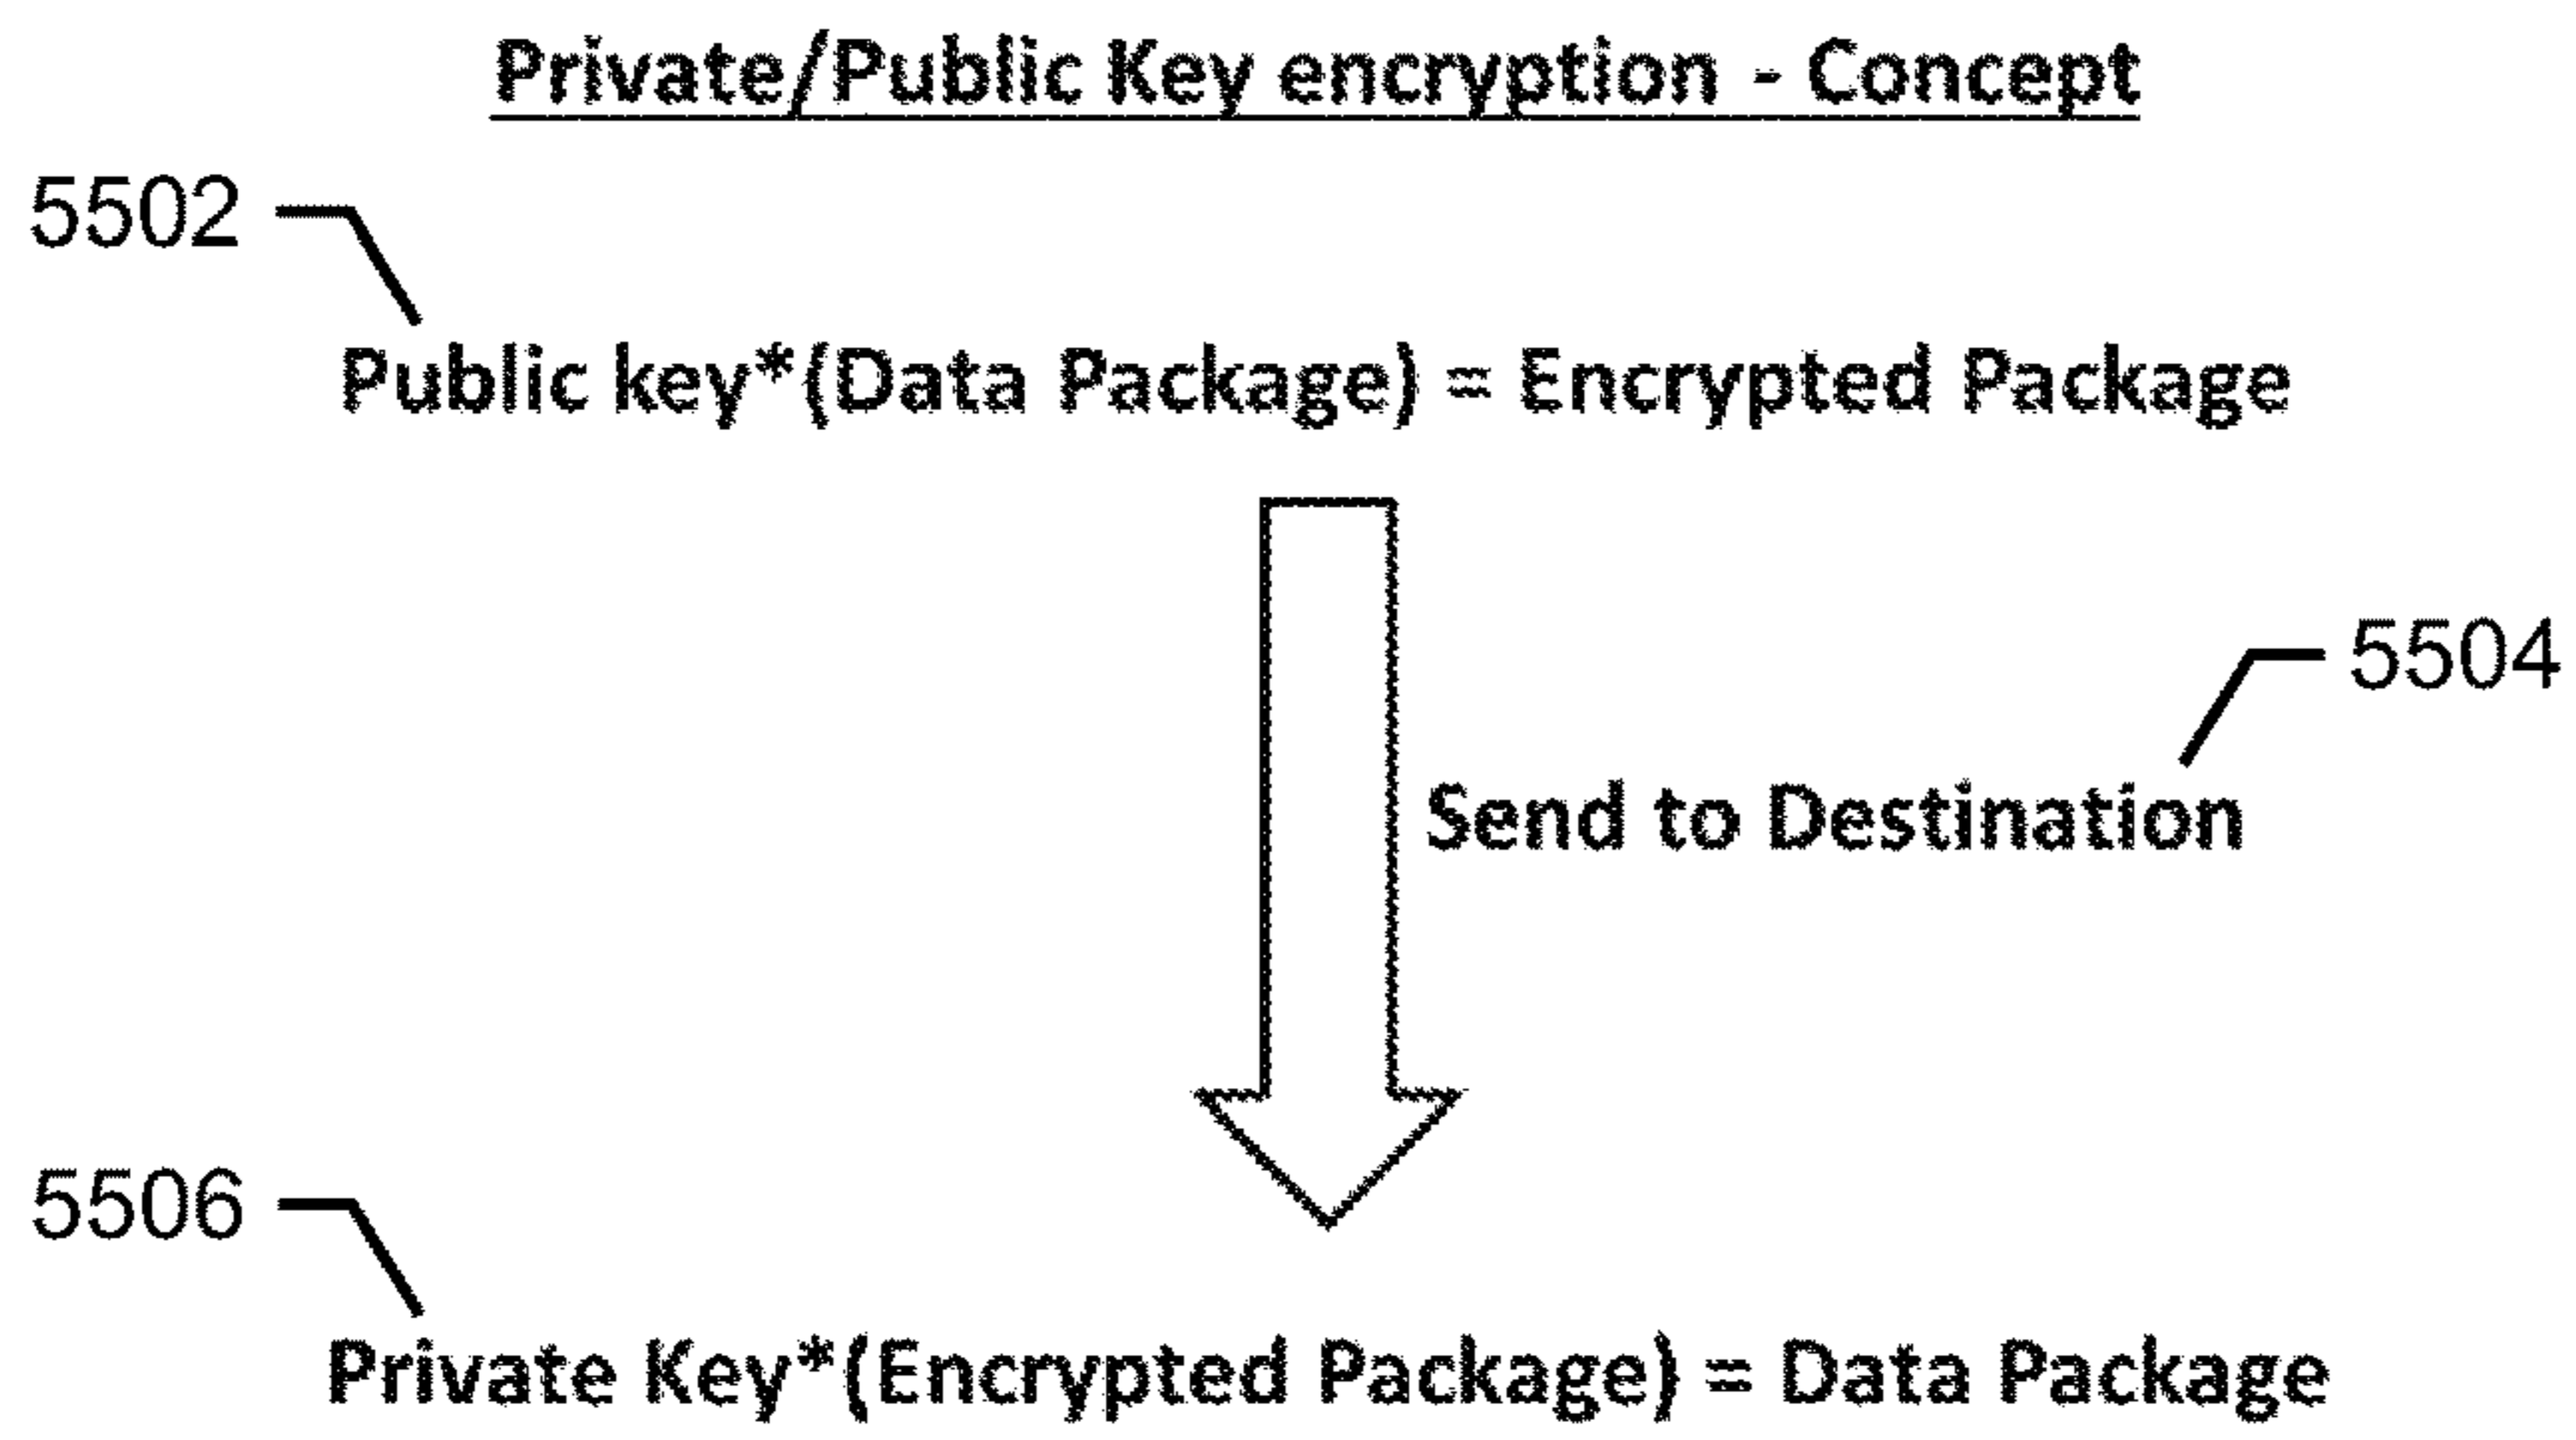 Private/Public Key encryption - Concept
5502
Public key*(Data Package) = Encrypted Package
5504
Send to Destination
5506
Private Key*(Encrypted Package) = Data Package